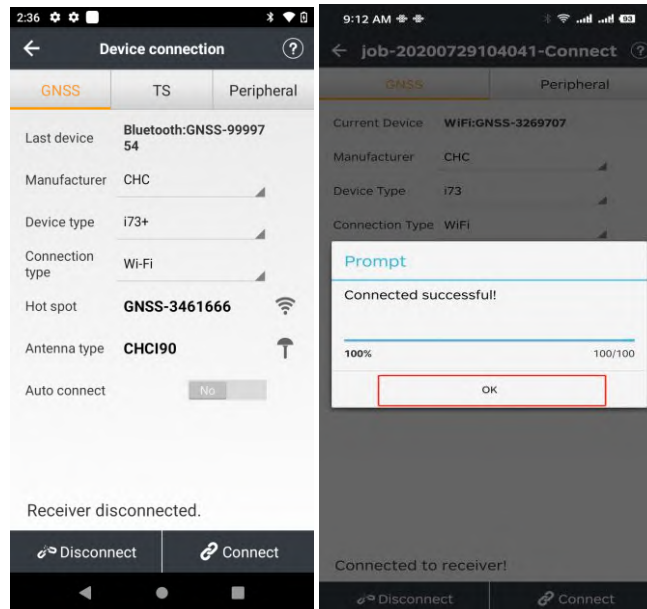 2:36
Device connection
GNSS TS Peripheral
Last device Bluetooth:GNSS-99997
54
Manufacturer CHC
Device type i73+
Connection
type Wi-Fi
Hot spot GNSS-3461666
Antenna type CHCI90
Auto connect No
Receiver disconnected.
Disconnect Connect
9:12 AM 93
job-20200729104041-Connect ?
GNSS Peripheral
Current Device WiFi:GNSS-3269707
Manufacturer CHC
Device Type i73
Connection Type WiFi
Prompt
Connected successful!
100% 100/100
OK
Connected to receiver!
Disconnect Connect